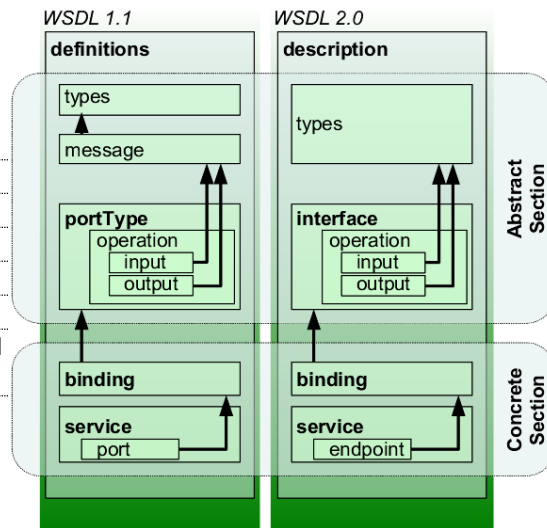 WSDL 1.1
definitions
types
message
portType
operation
input
output
binding
service
port
WSDL 2.0
description
types
interface
operation
input
output
binding
service
endpoint
Abstract
Section
Concrete
Section